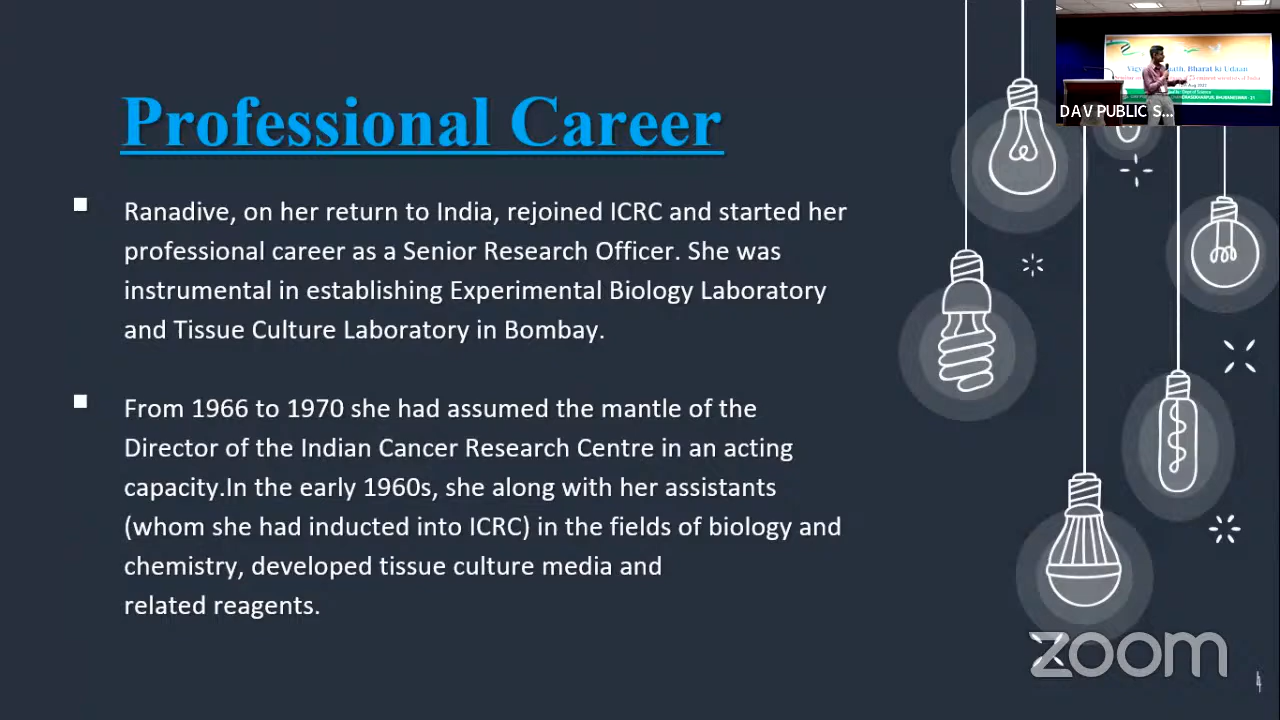 Professional Career
Ranadive, on her return to India, rejoined ICRC and started her
professional career as a Senior Research Officer. She was
instrumental in establishing Experimental Biology Laboratory
and Tissue Culture Laboratory in Bombay.
From 1966 to 1970 she had assumed the mantle of the
Director of the Indian Cancer Research Centre in an acting
capacity.In the early 1960s, she along with her assistants
(whom she had inducted into ICRC) in the fields of biology and
chemistry, developed tissue culture media and
related reagents.
Bharat ki Udaan
DAV PUBLIC S...
zoom
4